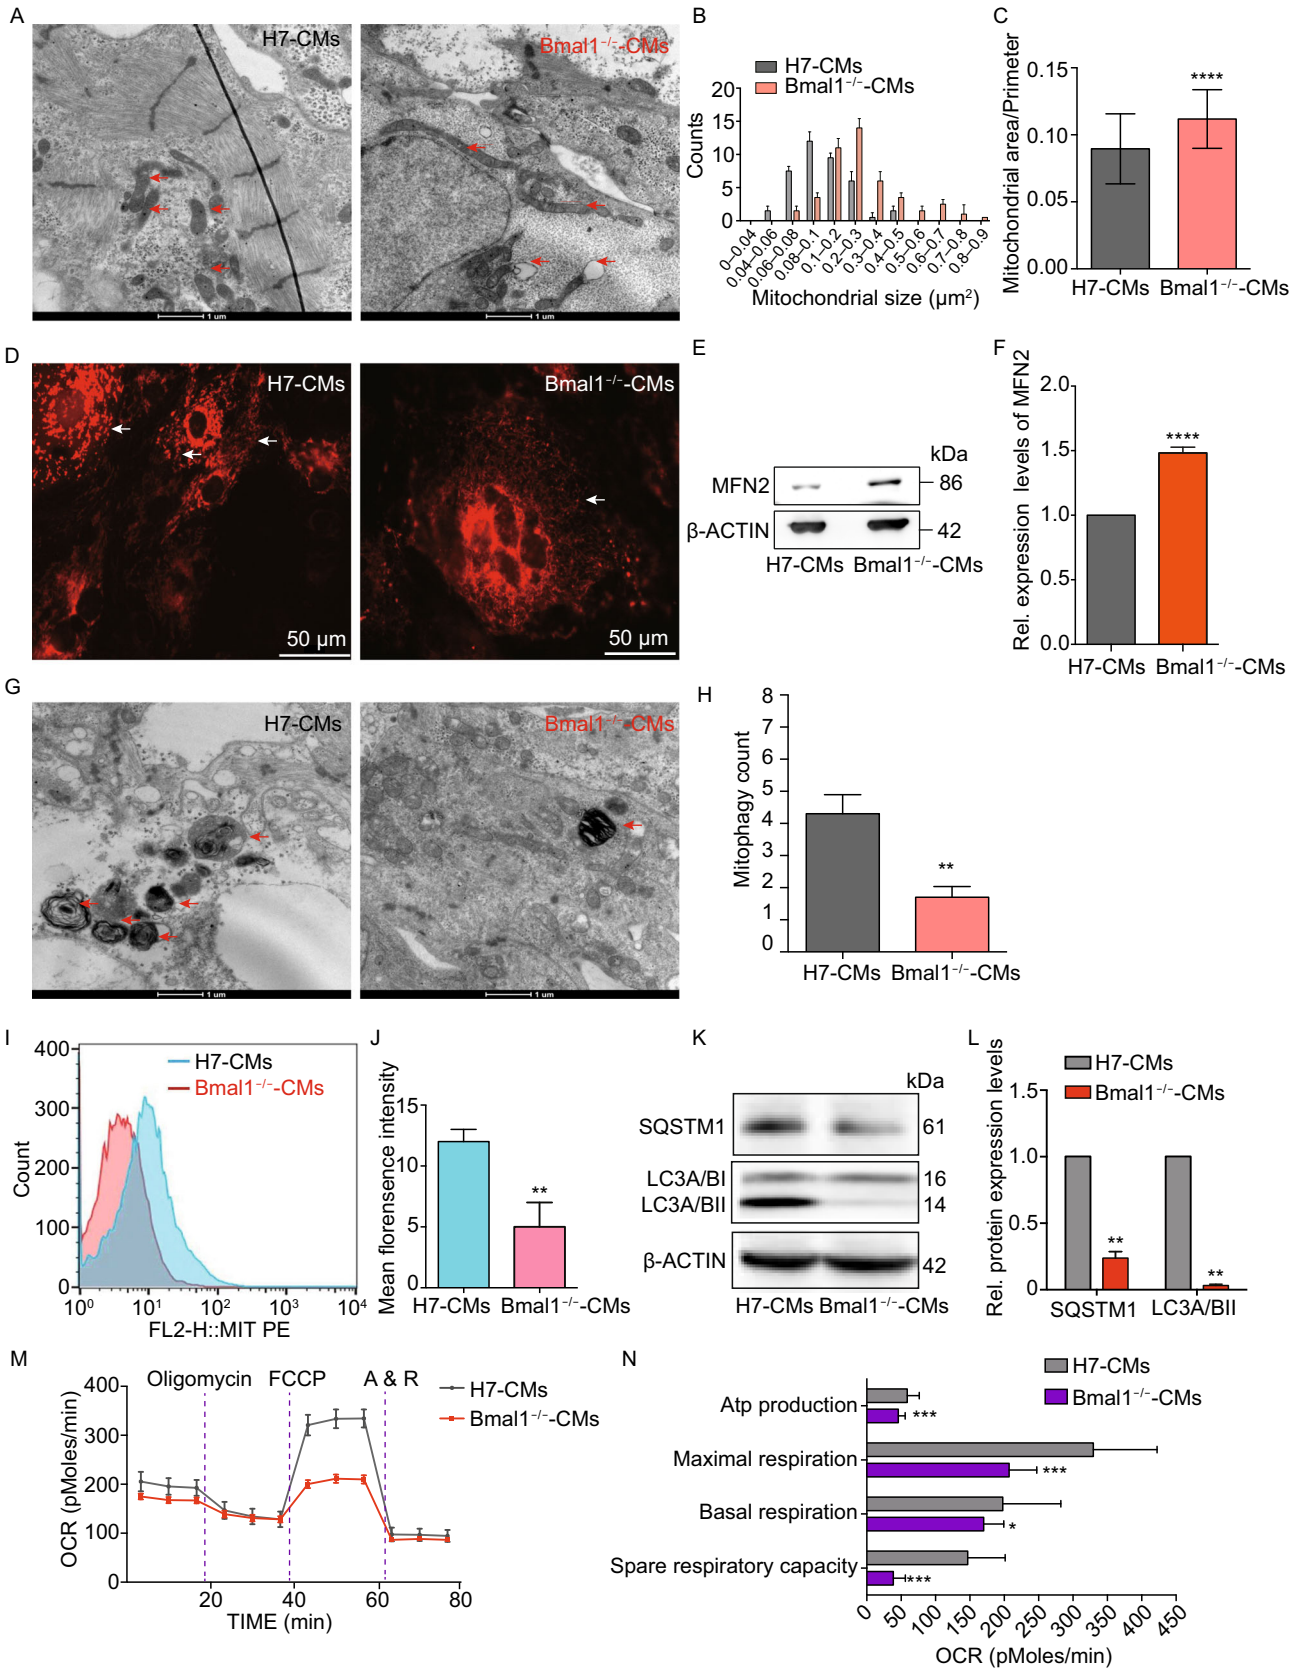 A
H7-CMs
Bmal1⁻/⁻-CMs
1 um
1 um
B
H7-CMs
Bmal1⁻/⁻-CMs
20
15
10
5
0
Counts
0–0.04
0.04–0.06
0.06–0.08
0.08–0.1
0.1–0.2
0.2–0.3
0.3–0.4
0.4–0.5
0.5–0.6
0.6–0.7
0.7–0.8
0.8–0.9
Mitochondrial size (µm²)
C
Mitochondrial area/Primeter
0.15
0.10
0.05
0.00
****
H7-CMs
Bmal1⁻/⁻-CMs
D
H7-CMs
50 µm
Bmal1⁻/⁻-CMs
50 µm
E
kDa
MFN2
86
β-ACTIN
42
H7-CMs Bmal1⁻/⁻-CMs
F
Rel. expression levels of MFN2
2.0
1.5
1.0
0.5
0.0
****
H7-CMs
Bmal1⁻/⁻-CMs
G
H7-CMs
Bmal1⁻/⁻-CMs
1 um
1 um
H
Mitophagy count
8
7
6
5
4
3
2
1
0
**
H7-CMs Bmal1⁻/⁻-CMs
I
400
300
200
100
0
Count
H7-CMs
Bmal1⁻/⁻-CMs
10⁰
10¹
10²
10³
10⁴
FL2-H::MIT PE
J
Mean florensence intensity
15
10
5
0
**
H7-CMs
Bmal1⁻/⁻-CMs
K
kDa
SQSTM1
61
LC3A/BI
16
LC3A/BII
14
β-ACTIN
42
H7-CMs Bmal1⁻/⁻-CMs
L
H7-CMs
Bmal1⁻/⁻-CMs
Rel. protein expression levels
1.5
1.0
0.5
0
**
**
SQSTM1
LC3A/BII
M
Oligomycin
FCCP
A & R
H7-CMs
Bmal1⁻/⁻-CMs
OCR (pMoles/min)
400
300
200
100
0
20
40
60
80
TIME (min)
N
H7-CMs
Bmal1⁻/⁻-CMs
Atp production
***
Maximal respiration
***
Basal respiration
*
Spare respiratory capacity
***
0
50
100
150
200
250
300
350
400
450
OCR (pMoles/min)